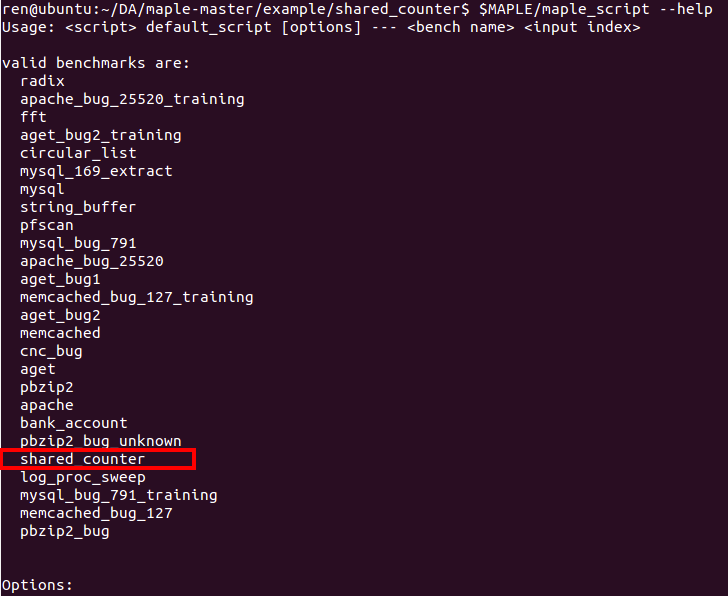 ren@ubuntu:~/DA/maple-master/example/shared_counter$ $MAPLE/maple_script --help
Usage: <script> default_script [options] --- <bench name> <input index>
valid benchmarks are:
radix
apache_bug_25520_training
fft
aget_bug2_training
circular_list
mysql_169_extract
mysql
string_buffer
pfscan
mysql_bug_791
apache_bug_25520
aget_bug1
memcached_bug_127_training
aget_bug2
memcached
cnc_bug
aget
pbzip2
apache
bank_account
pbzip2_bug_unknown
shared_counter
log_proc_sweep
mysql_bug_791_training
memcached_bug_127
pbzip2_bug
Options: